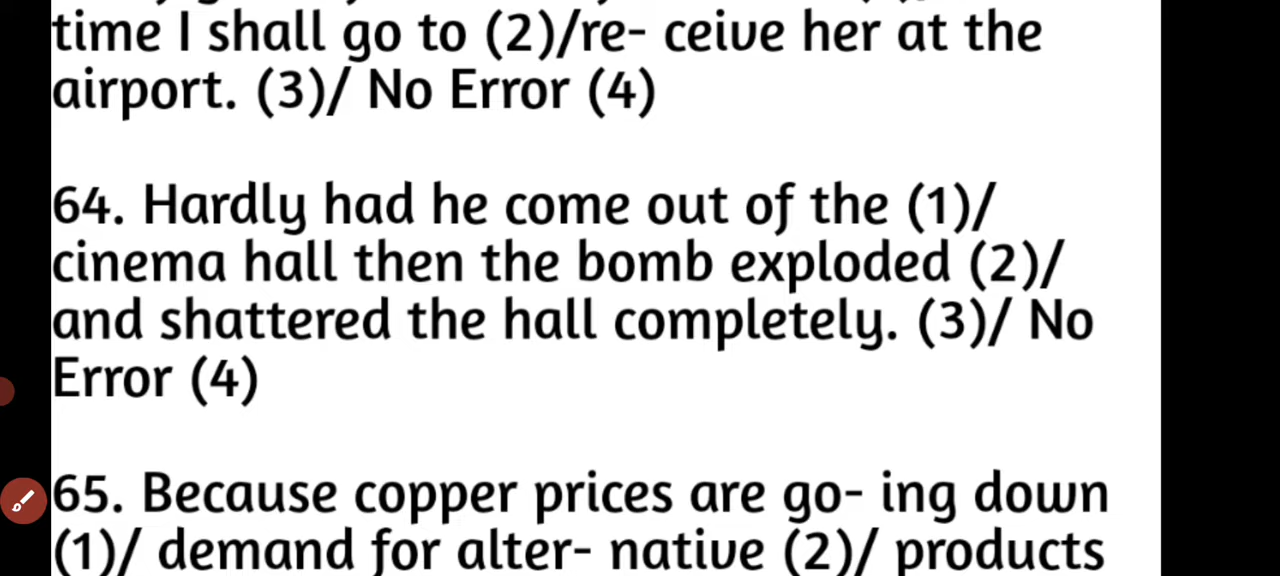 time I shall go to (2)/re- ceive her at the
airport. (3)/ No Error (4)
64. Hardly had he come out of the (1)/
cinema hall then the bomb exploded (2)/
and shattered the hall completely. (3)/ No
Error (4)
65. Because copper prices are go- ing down
(1)/ demand for alter- native (2)/ products